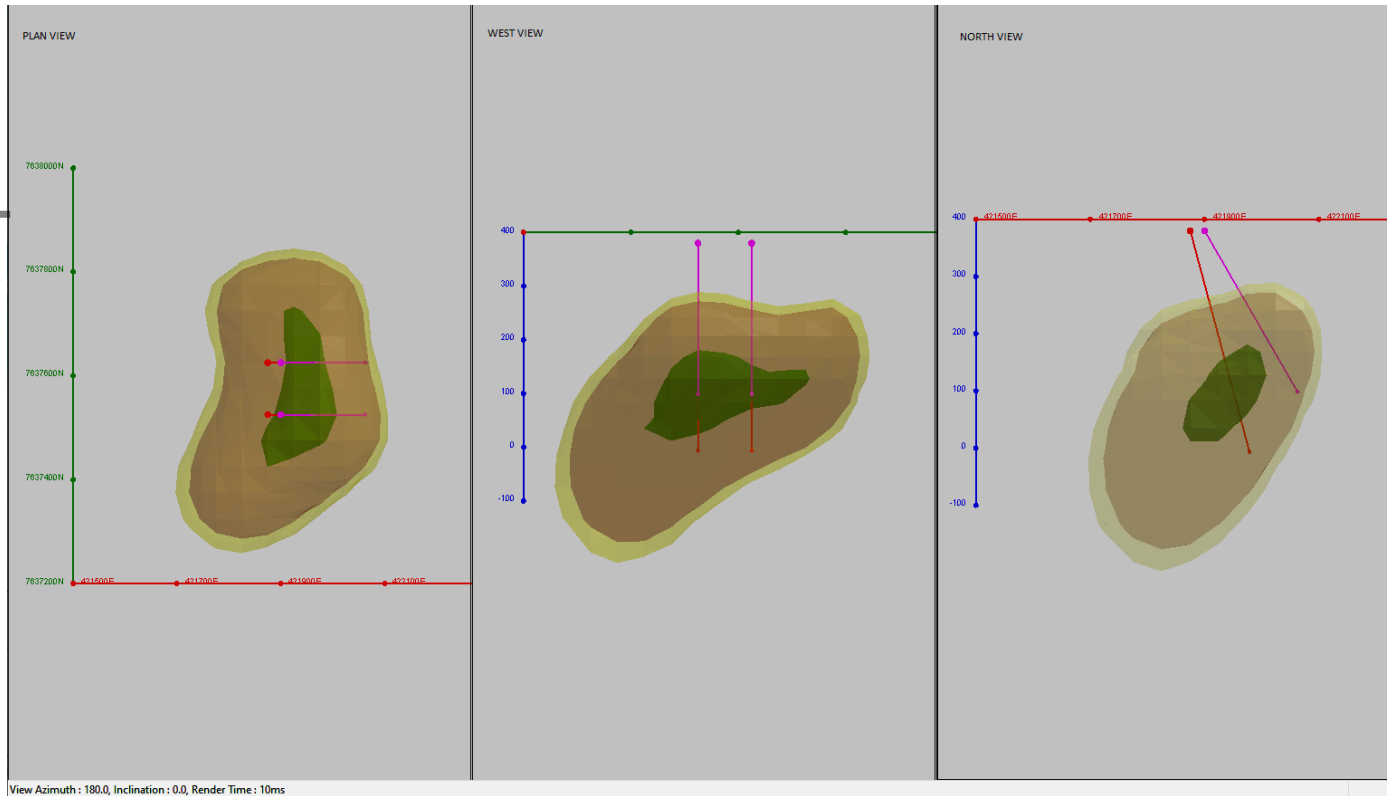 PLAN VIEW
7638000N
7637800N
7637600N
7637400N
7637200N
421500E
421700E
421900E
422100E
WEST VIEW
400
300
200
100
0
-100
NORTH VIEW
400
421500E
421700E
421900E
422100E
300
200
100
0
-100
View Azimuth : 180.0, Inclination : 0.0, Render Time : 10ms